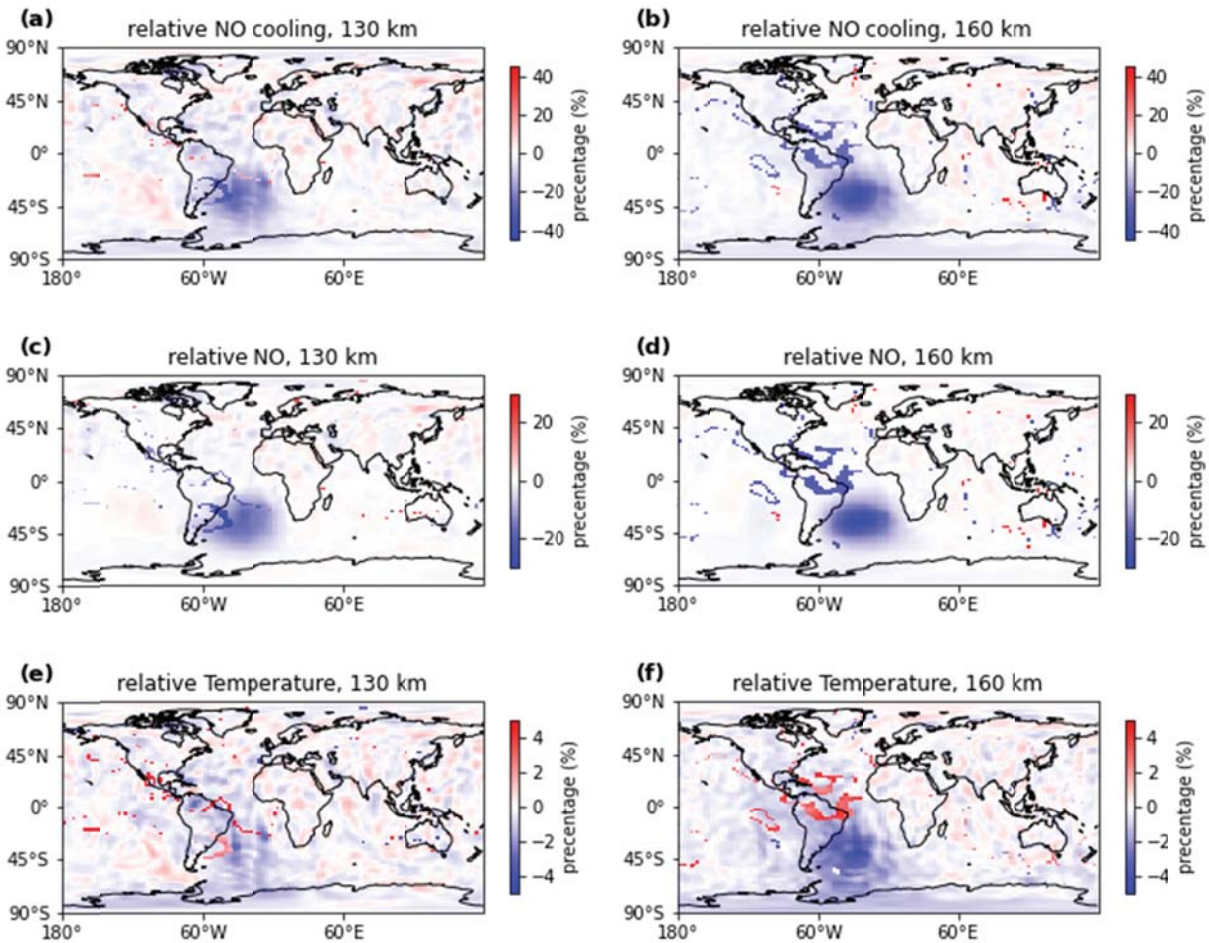 (a)
relative NO cooling, 130 km
90°N
45°N
0°
45°S
90°S
180°
60°W
60°E
40
20
0
−20
−40
precentage (%)
(b)
relative NO cooling, 160 km
90°N
45°N
0°
45°S
90°S
180°
60°W
60°E
40
20
0
−20
−40
precentage (%)
(c)
relative NO, 130 km
90°N
45°N
0°
45°S
90°S
180°
60°W
60°E
20
0
−20
precentage (%)
(d)
relative NO, 160 km
90°N
45°N
0°
45°S
90°S
180°
60°W
60°E
20
0
−20
precentage (%)
(e)
relative Temperature, 130 km
90°N
45°N
0°
45°S
90°S
180°
60°W
60°E
4
2
0
−2
−4
precentage (%)
(f)
relative Temperature, 160 km
90°N
45°N
0°
45°S
90°S
180°
60°W
60°E
4
2
0
−2
−4
precentage (%)